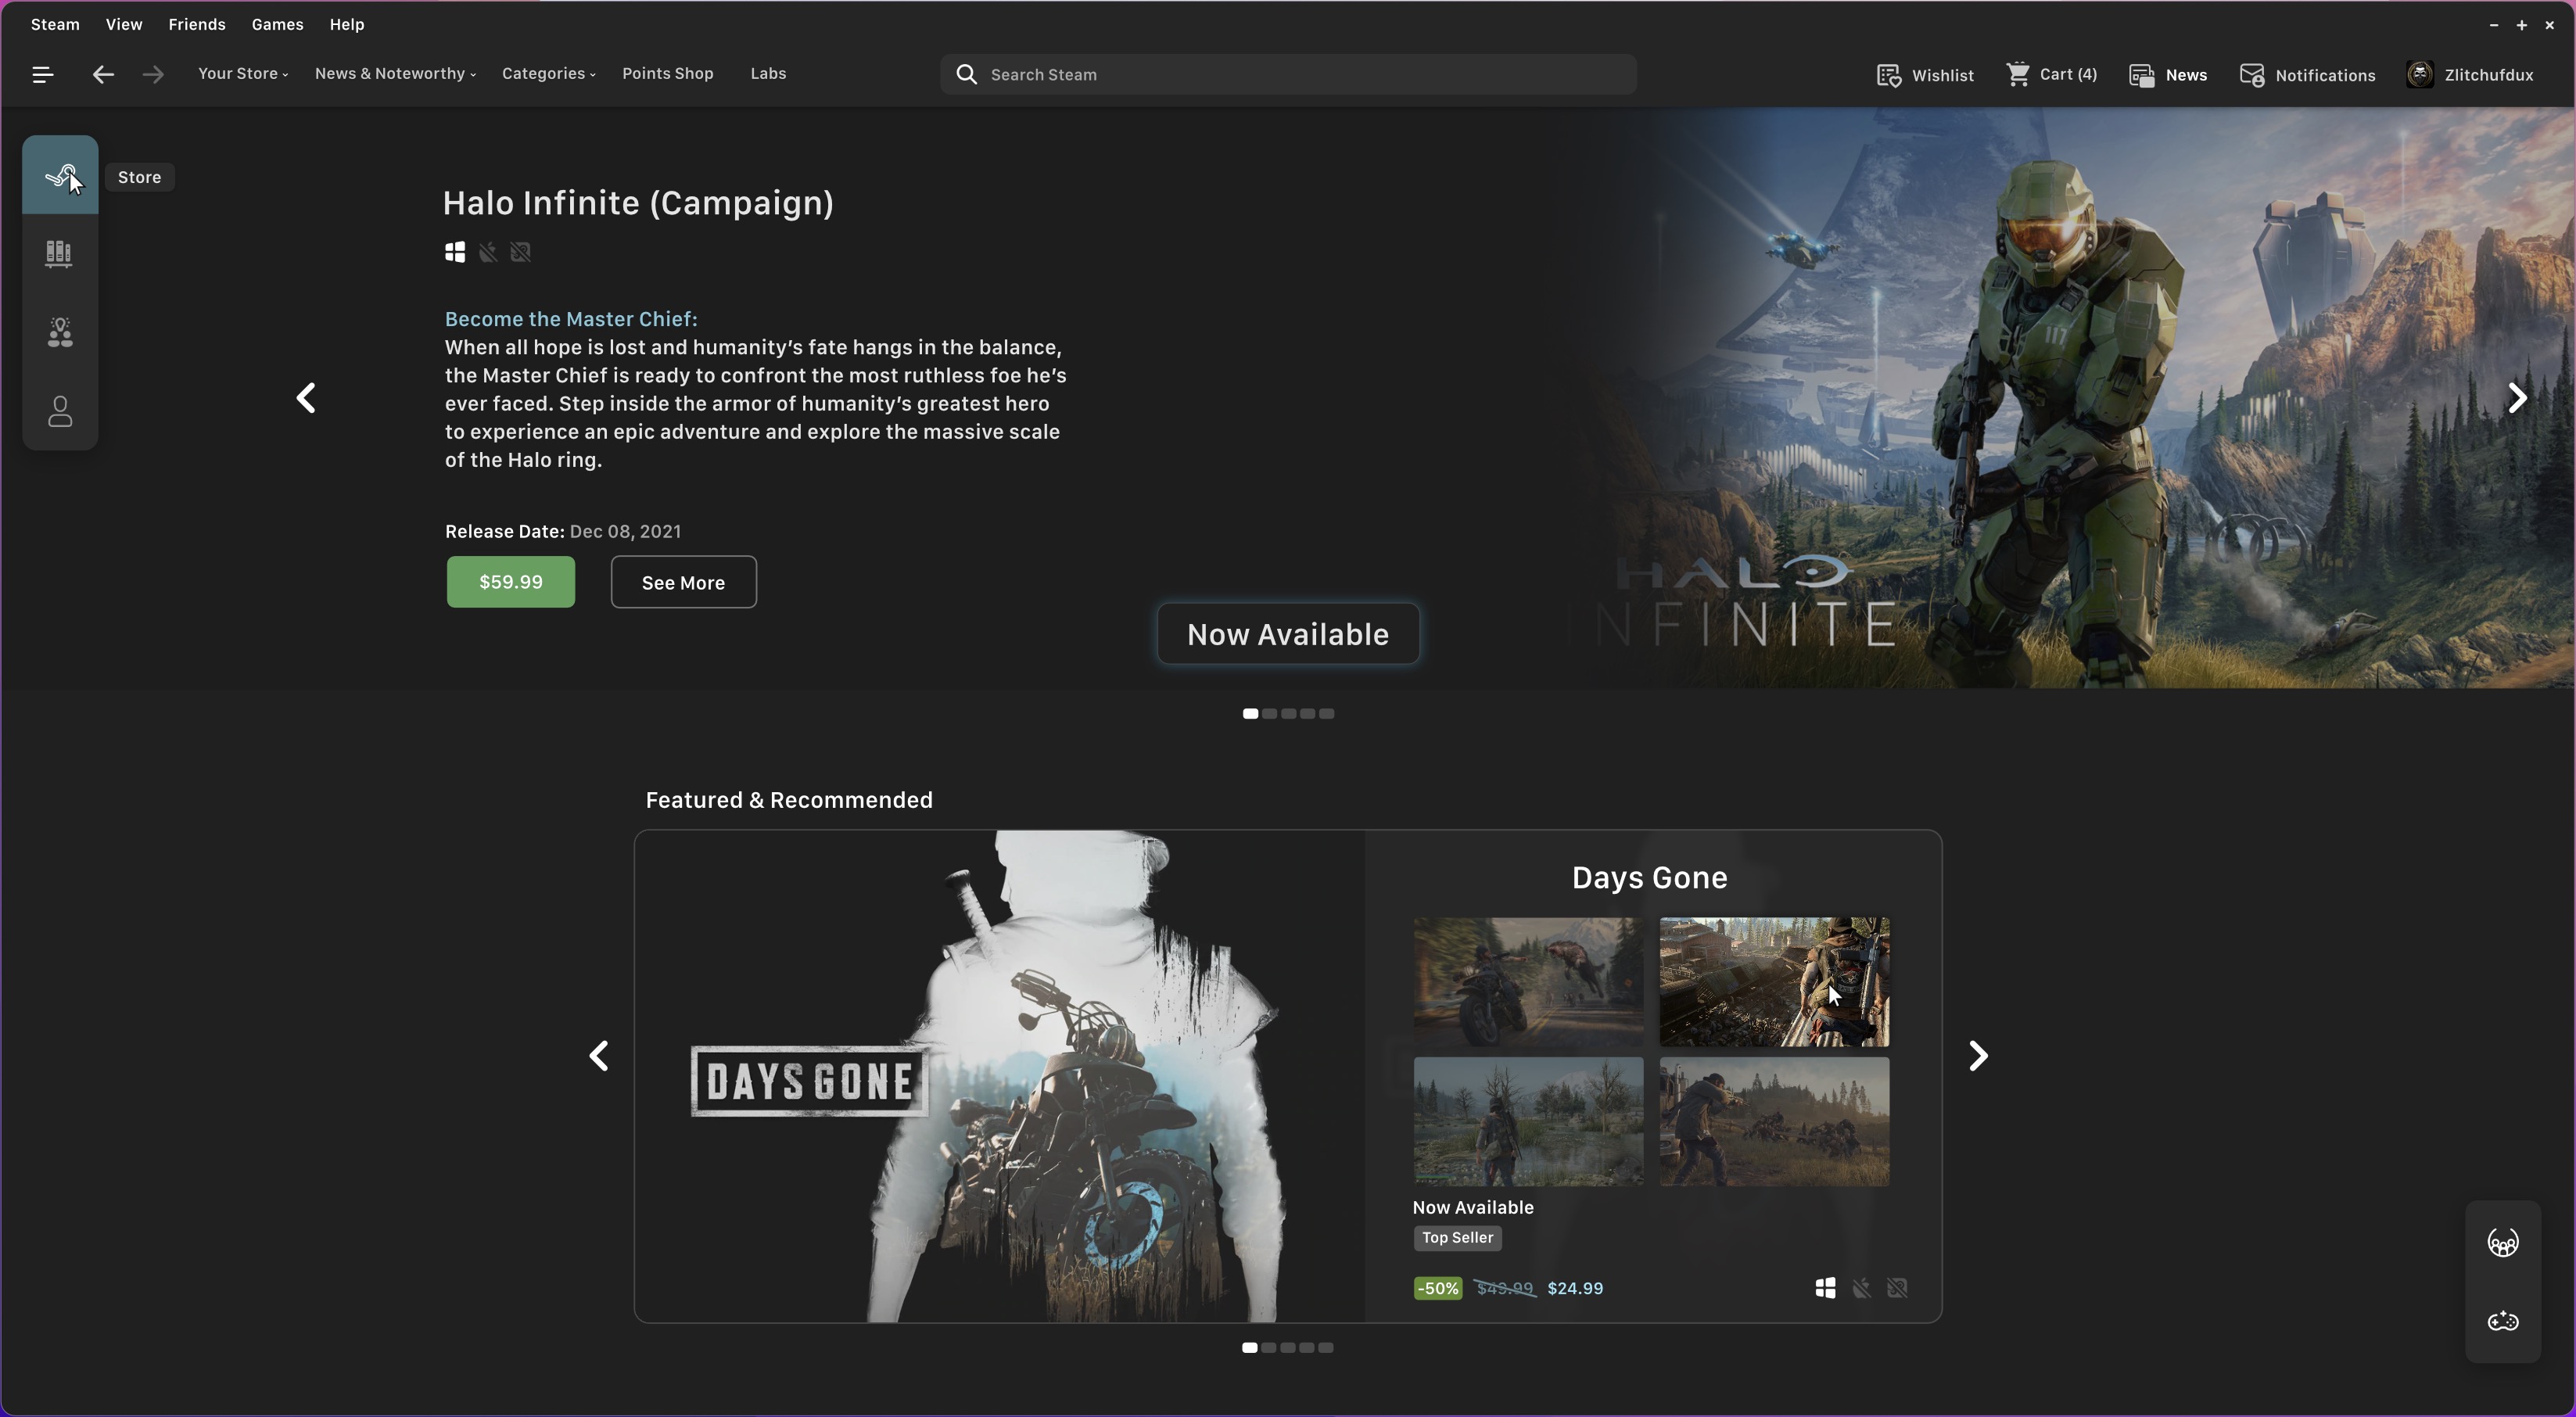 Steam View Friends Games Help
Your Store News & Noteworthy Categories Points Shop Labs
Search Steam
Wishlist Cart (4) News Notifications Zlitchufdux
Store
Halo Infinite (Campaign)
Become the Master Chief:
When all hope is lost and humanity’s fate hangs in the balance,
the Master Chief is ready to confront the most ruthless foe he’s
ever faced. Step inside the armor of humanity’s greatest hero
to experience an epic adventure and explore the massive scale
of the Halo ring.
Release Date: Dec 08, 2021
$59.99 See More
Now Available
117
HALO
INFINITE
Featured & Recommended
DAYS GONE
Days Gone
Now Available
Top Seller
-50% $49.99 $24.99